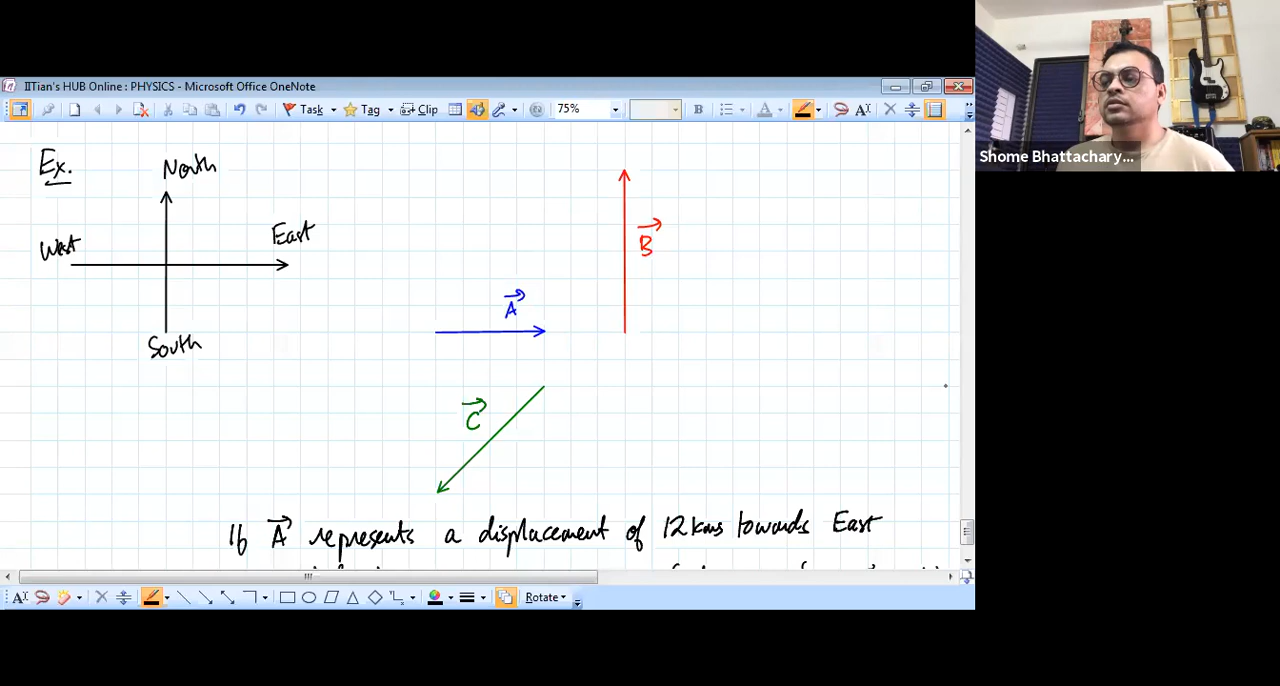 IITian's HUB Online : PHYSICS - Microsoft Office OneNote
Task Tag Clip 75% B A
Shome Bhattachary...
Ex.
North
West
East
South
B
A
C
If A represents a displacement of 12 kms towards East
Rotate